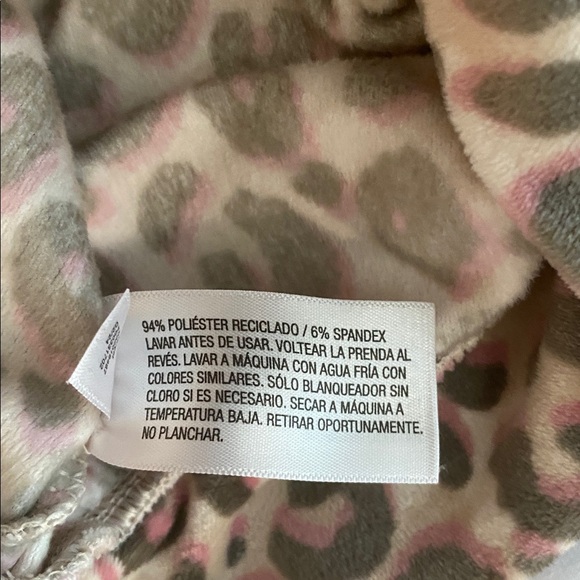 94% POLIÉSTER RECICLADO / 6% SPANDEX
LAVAR ANTES DE USAR. VOLTEAR LA PRENDA AL
REVÉS. LAVAR A MÁQUINA CON AGUA FRÍA CON
COLORES SIMILARES. SÓLO BLANQUEADOR SIN
CLORO SI ES NECESARIO. SECAR A MÁQUINA A
TEMPERATURA BAJA. RETIRAR OPORTUNAMENTE.
NO PLANCHAR.